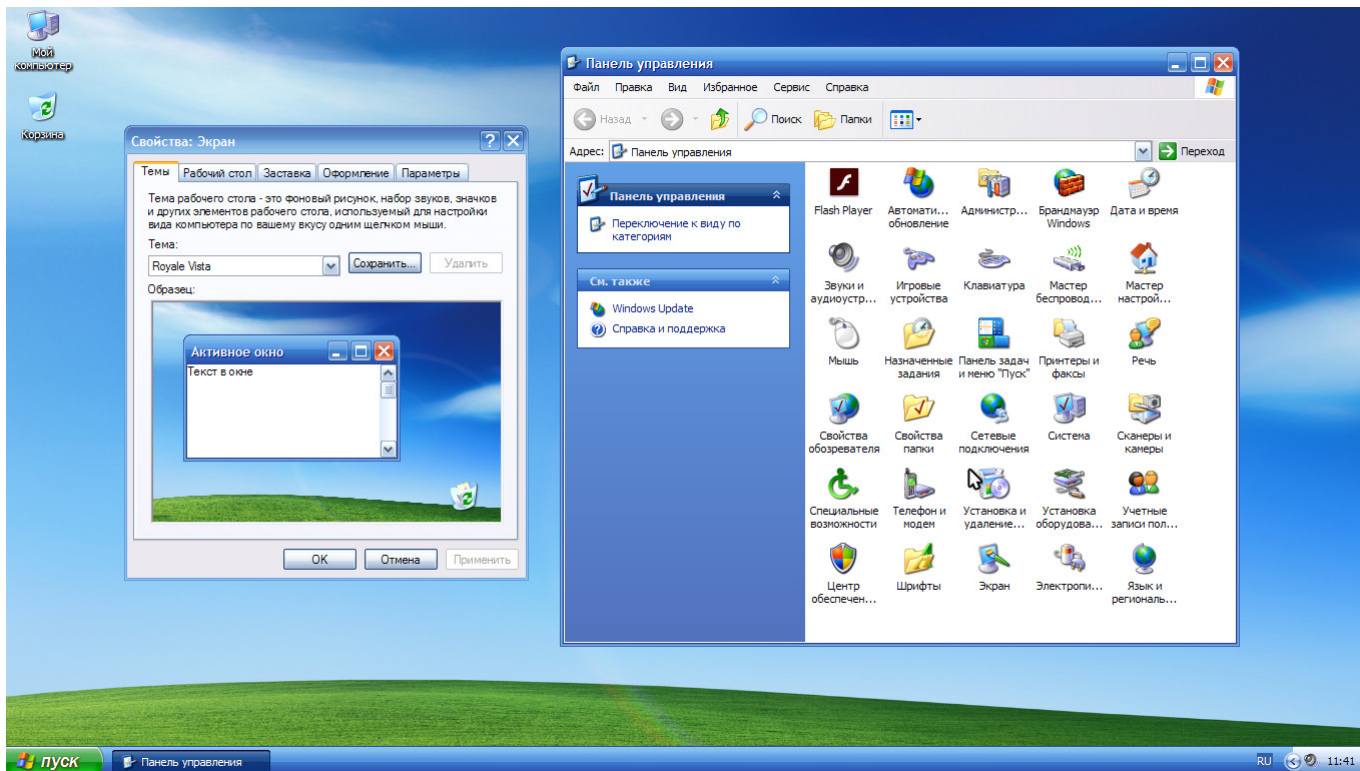 Мой
компьютер
Корзина
Свойства: Экран
Темы
Рабочий стол
Заставка
Оформление
Параметры
Тема рабочего стола - это фоновый рисунок, набор звуков, значков
и других элементов рабочего стола, используемый для настройки
вида компьютера по вашему вкусу одним щелчком мыши.
Тема:
Royale Vista
Сохранить...
Удалить
Образец:
Активное окно
Текст в окне
OK
Отмена
Применить
Панель управления
Файл Правка Вид Избранное Сервис Справка
Назад
Поиск
Папки
Адрес:
Панель управления
Переход
Панель управления
Переключение к виду по
категориям
См. также
Windows Update
Справка и поддержка
Flash Player
Автомати...
обновление
Администр...
Брандмауэр
Windows
Дата и время
Звуки и
аудиоустр...
Игровые
устройства
Клавиатура
Мастер
беспровод...
Мастер
настрой...
Мышь
Назначенные
задания
Панель задач
и меню "Пуск"
Принтеры и
факсы
Речь
Свойства
обозревателя
Свойства
папки
Сетевые
подключения
Система
Сканеры и
камеры
Специальные
возможности
Телефон и
модем
Установка и
удаление...
Установка
оборудова...
Учетные
записи пол...
Центр
обеспечен...
Шрифты
Экран
Электропи...
Язык и
региональ...
пуск
Панель управления
RU
11:41